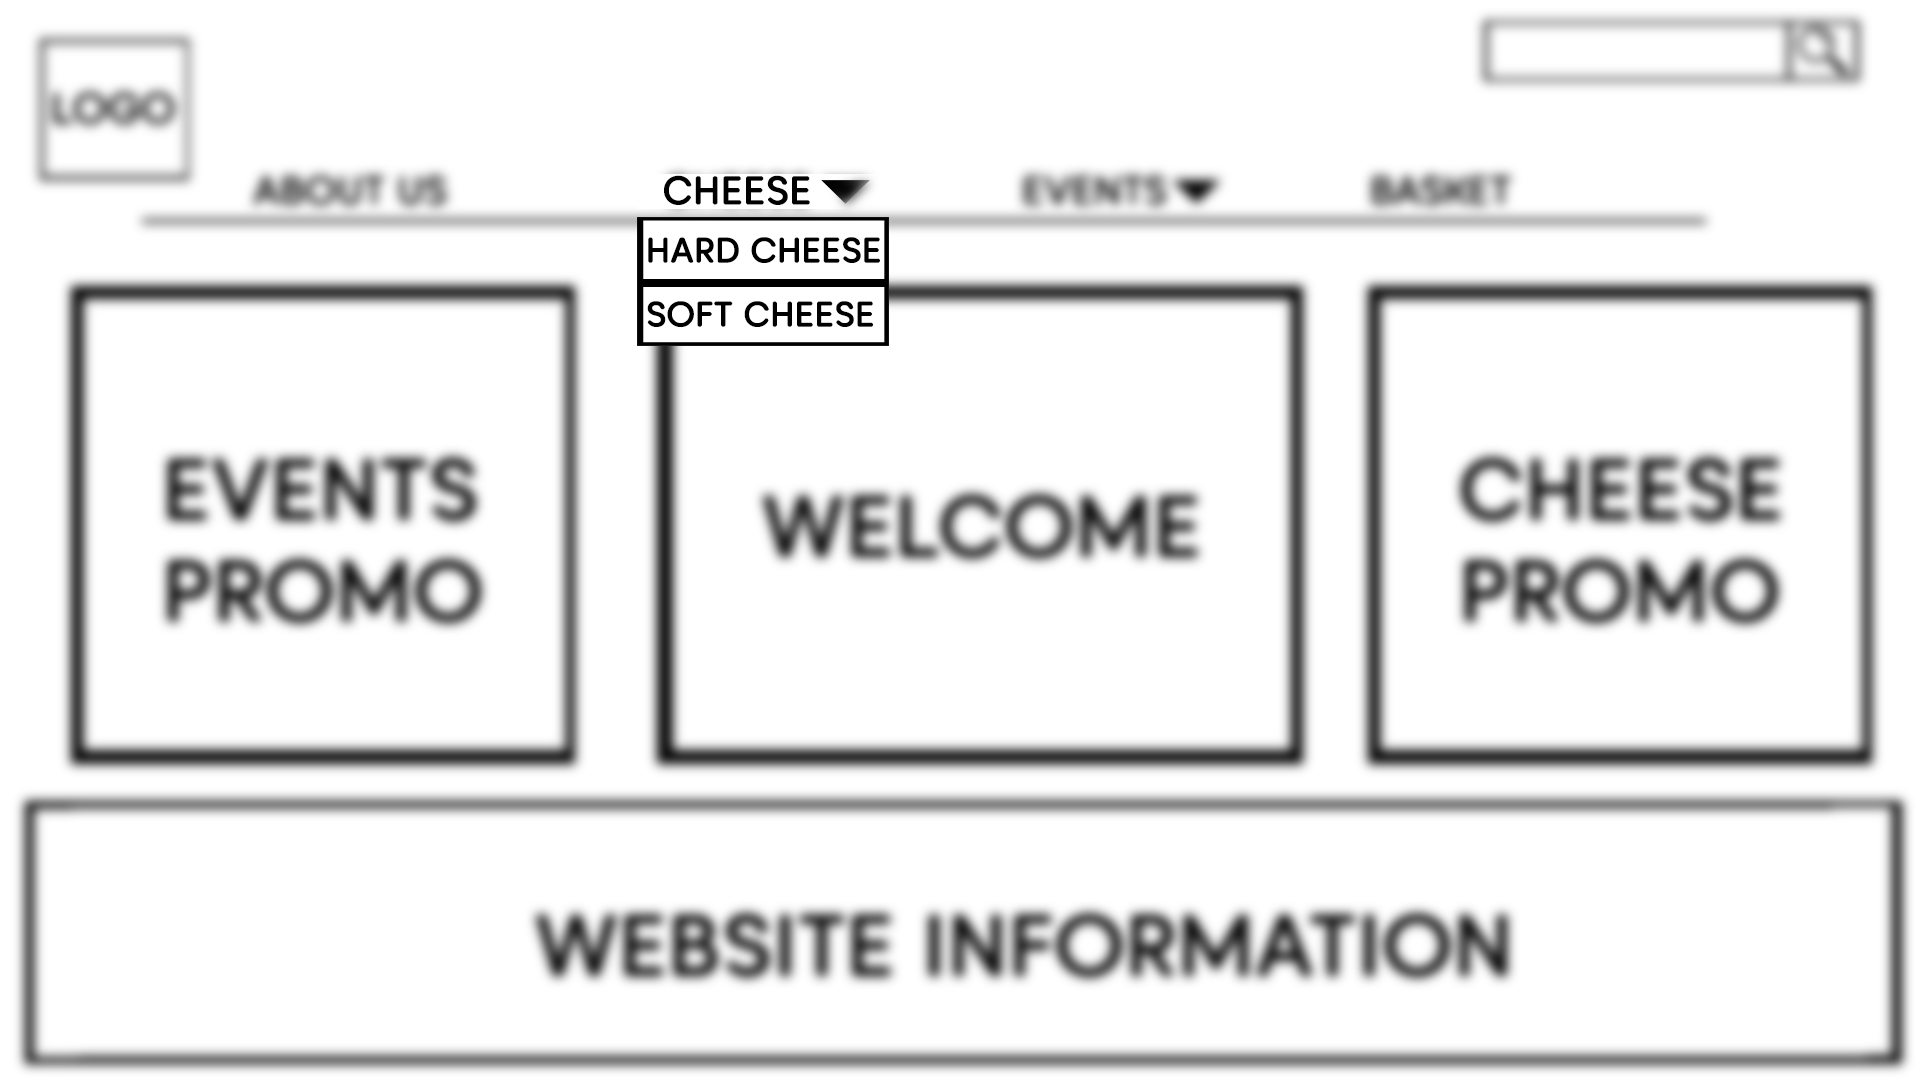 LOGO
ABOUT US
CHEESE
EVENTS
BASKET
HARD CHEESE
SOFT CHEESE
EVENTS
PROMO
WELCOME
CHEESE
PROMO
WEBSITE INFORMATION